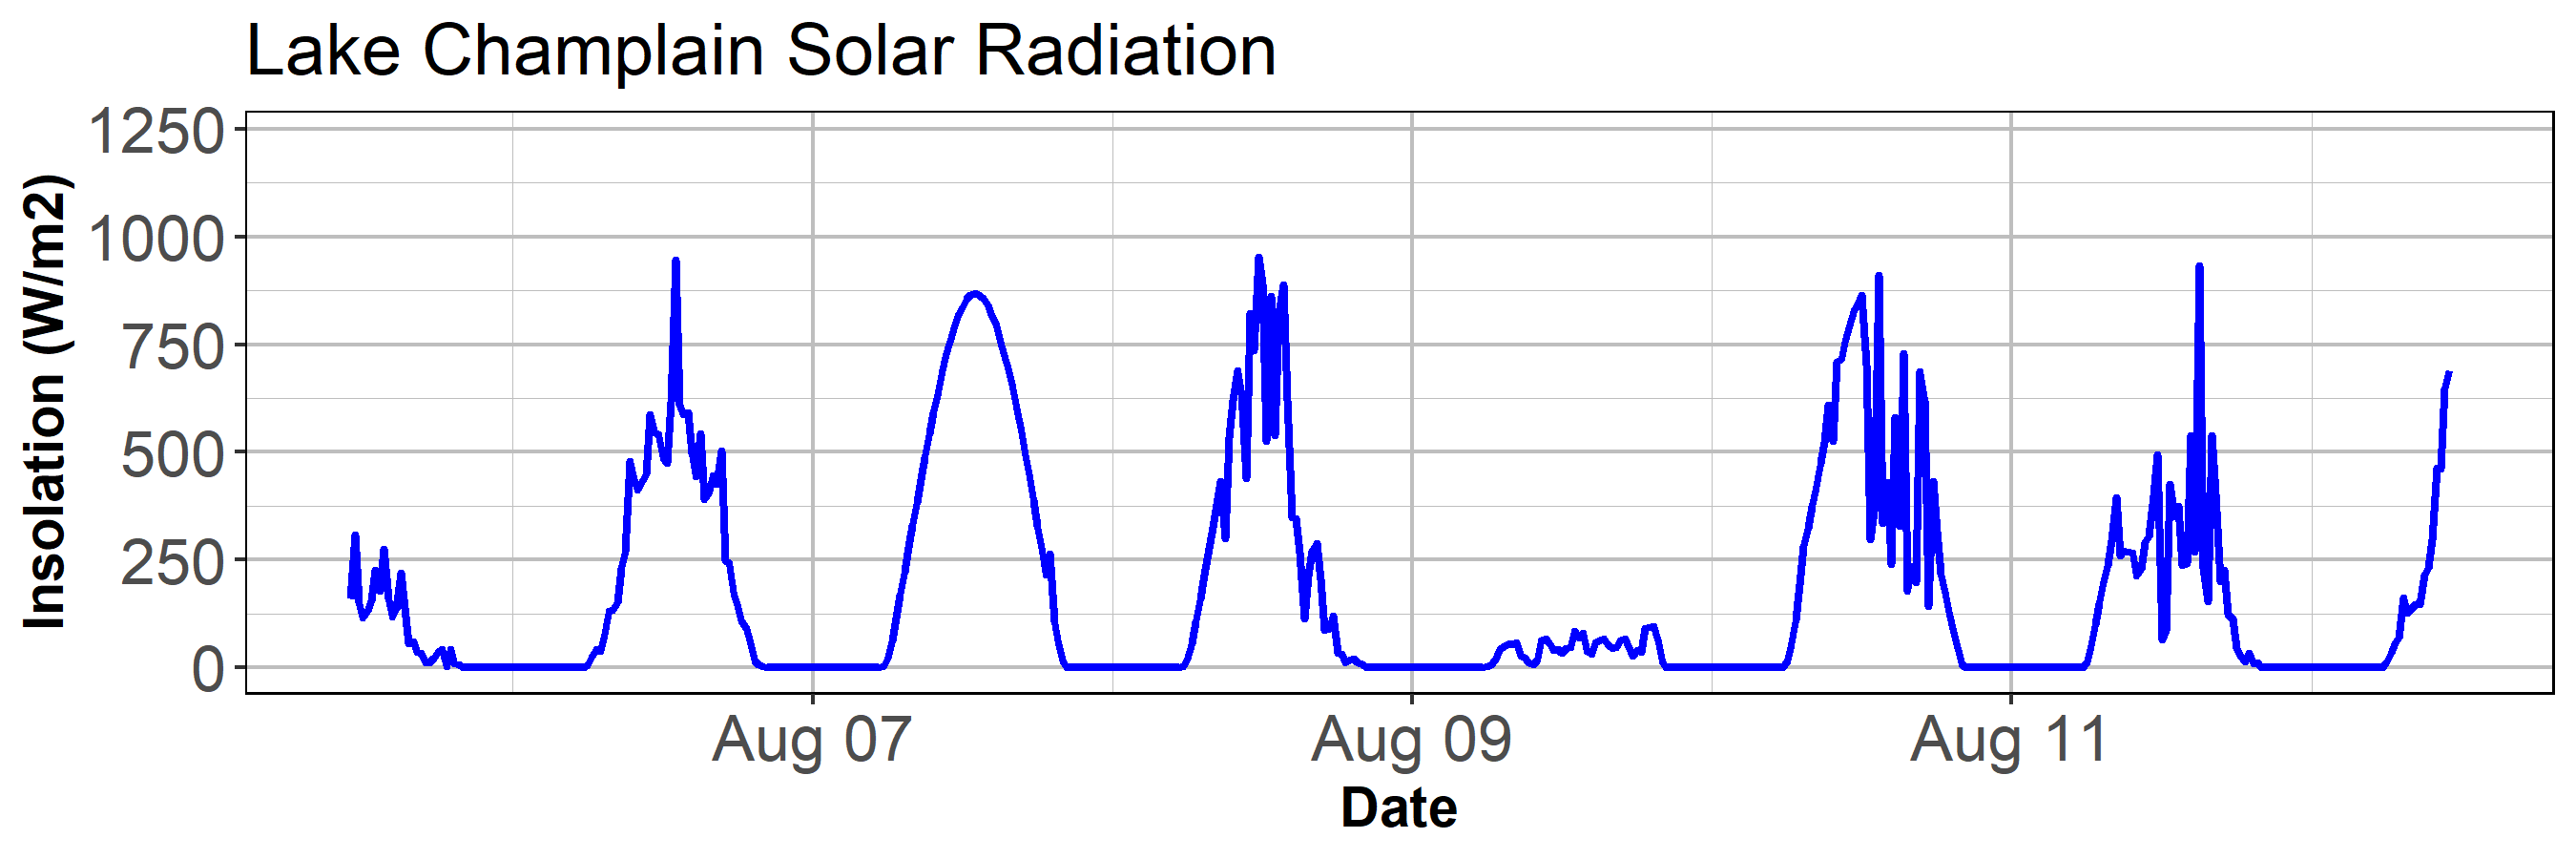 Lake Champlain Solar Radiation
Insolation (W/m2)
1250
1000
750
500
250
0
Aug 07 Aug 09 Aug 11
Date